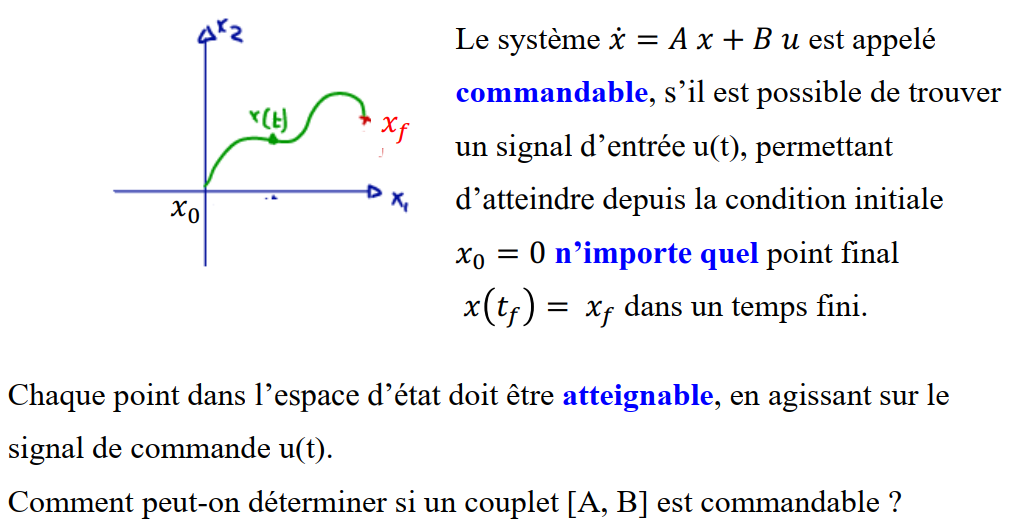 x2
x(t)
x_f
x_0
x1
Le système ẋ = A x + B u est appelé
commandable, s’il est possible de trouver
un signal d’entrée u(t), permettant
d’atteindre depuis la condition initiale
x_0 = 0 n’importe quel point final
x(t_f) = x_f dans un temps fini.
Chaque point dans l’espace d’état doit être atteignable, en agissant sur le
signal de commande u(t).
Comment peut-on déterminer si un couplet [A, B] est commandable ?